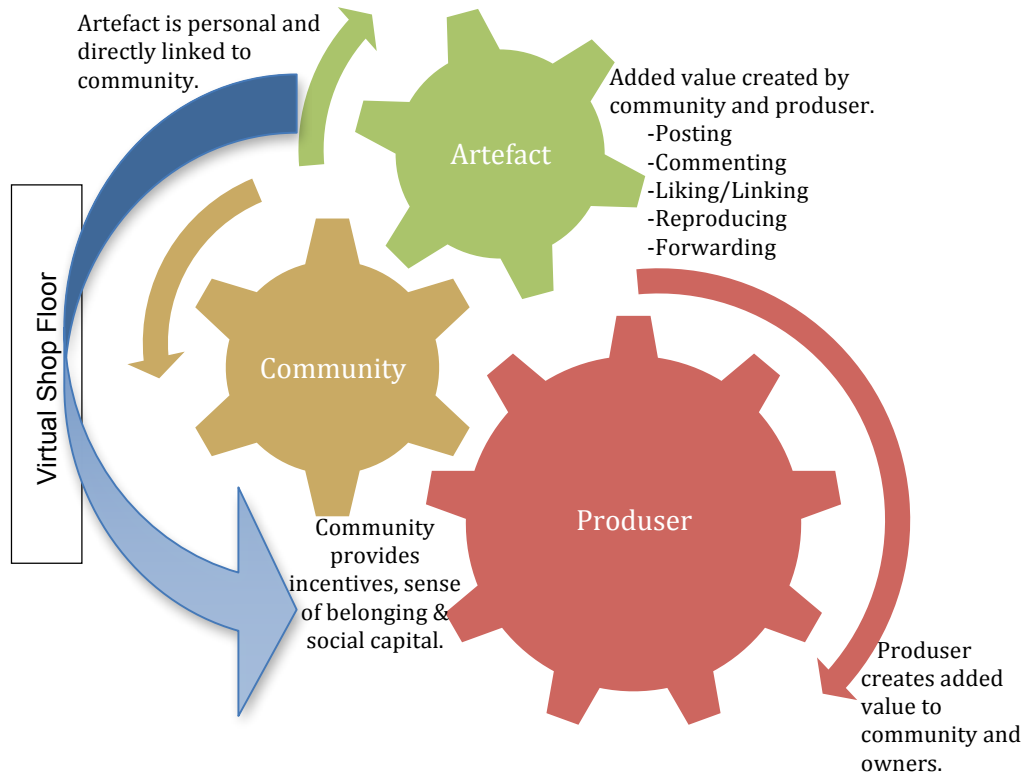 Artefact is personal and
directly linked to
community.
Added value created by
community and produser.
-Posting
-Commenting
-Liking/Linking
-Reproducing
-Forwarding
Artefact
Virtual Shop Floor
Community
Produser
Community
provides
incentives, sense
of belonging &
social capital.
Produser
creates added
value to
community and
owners.